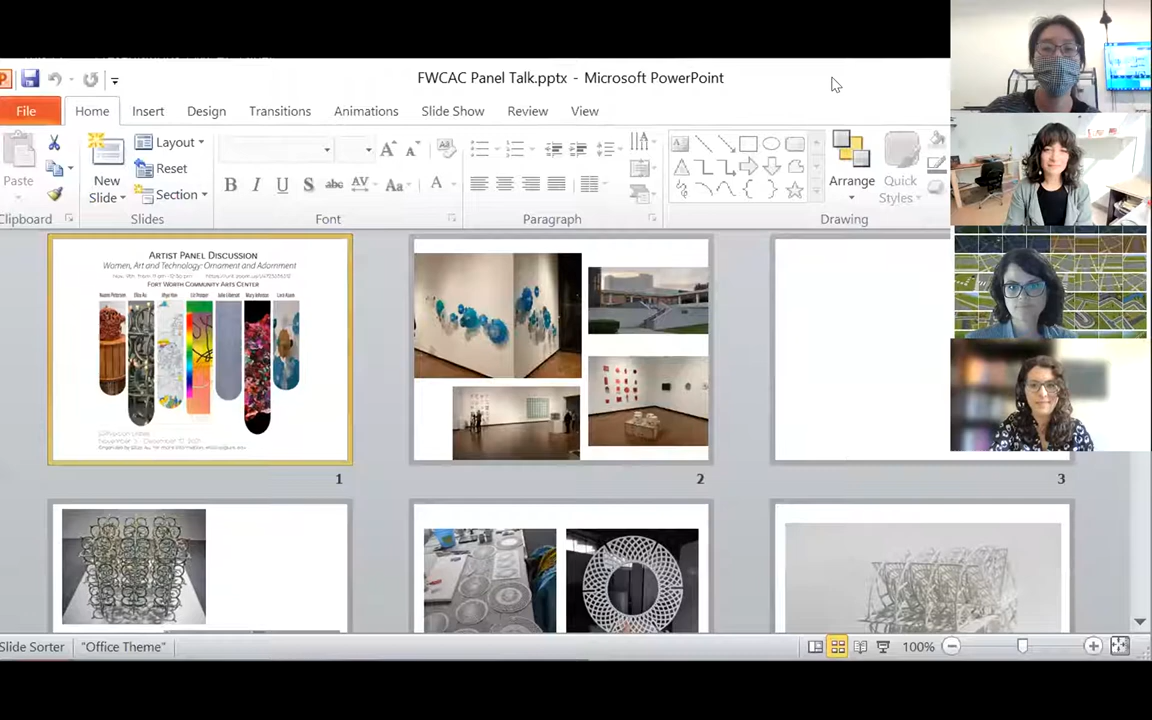 FWCAC Panel Talk.pptx - Microsoft PowerPoint
File Home Insert Design Transitions Animations Slide Show Review View
Paste
New
Slide
Layout
Reset
Section
Arrange
Quick
Styles
Clipboard Slides Font Paragraph Drawing
ARTIST PANEL DISCUSSION
Women, Art and Technology: Ornament and Adornment
FORT WORTH COMMUNITY ARTS CENTER
1
2
3
Slide Sorter "Office Theme" 100%